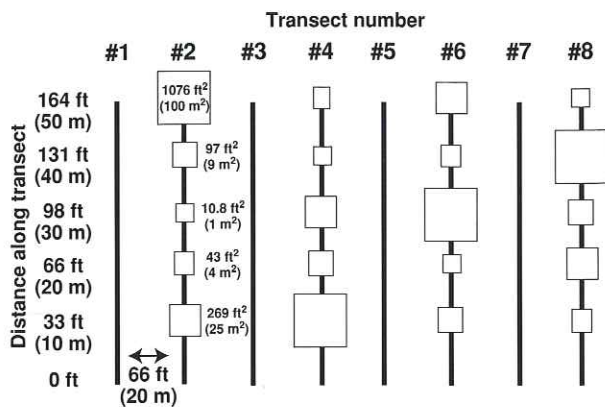 Transect number
#1 #2 #3 #4 #5 #6 #7 #8
Distance along transect
164 ft
(50 m)
1076 ft²
(100 m²)
131 ft
(40 m)
97 ft²
(9 m²)
98 ft
(30 m)
10.8 ft²
(1 m²)
66 ft
(20 m)
43 ft²
(4 m²)
33 ft
(10 m)
269 ft²
(25 m²)
0 ft
66 ft
(20 m)